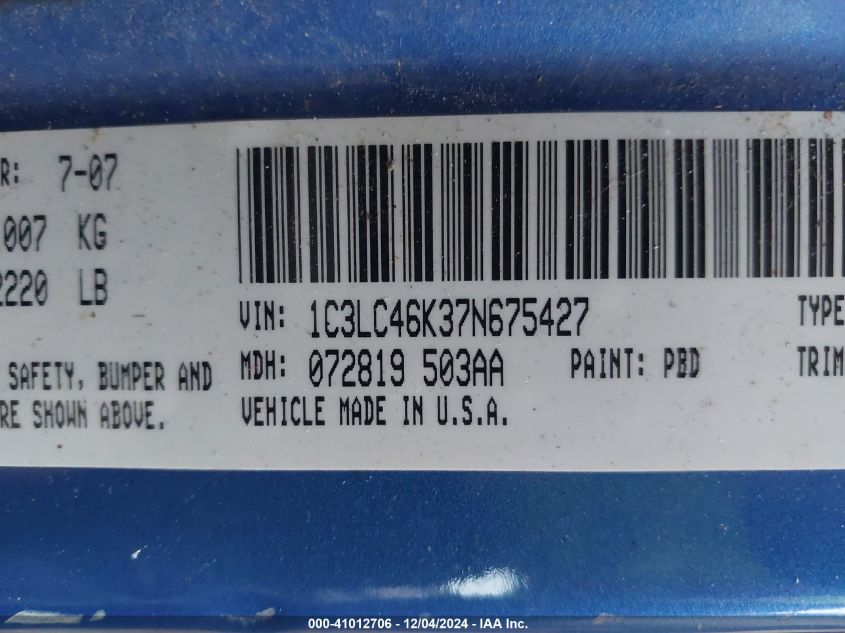 R: 7-07
007 KG
2220 LB
VIN: 1C3LC46K37N675427 TYPE
MDH: 072819 503AA PAINT: PBD TRIM
SAFETY, BUMPER AND
RE SHOWN ABOVE. VEHICLE MADE IN U.S.A.
000-41012706 - 12/04/2024 - IAA Inc.